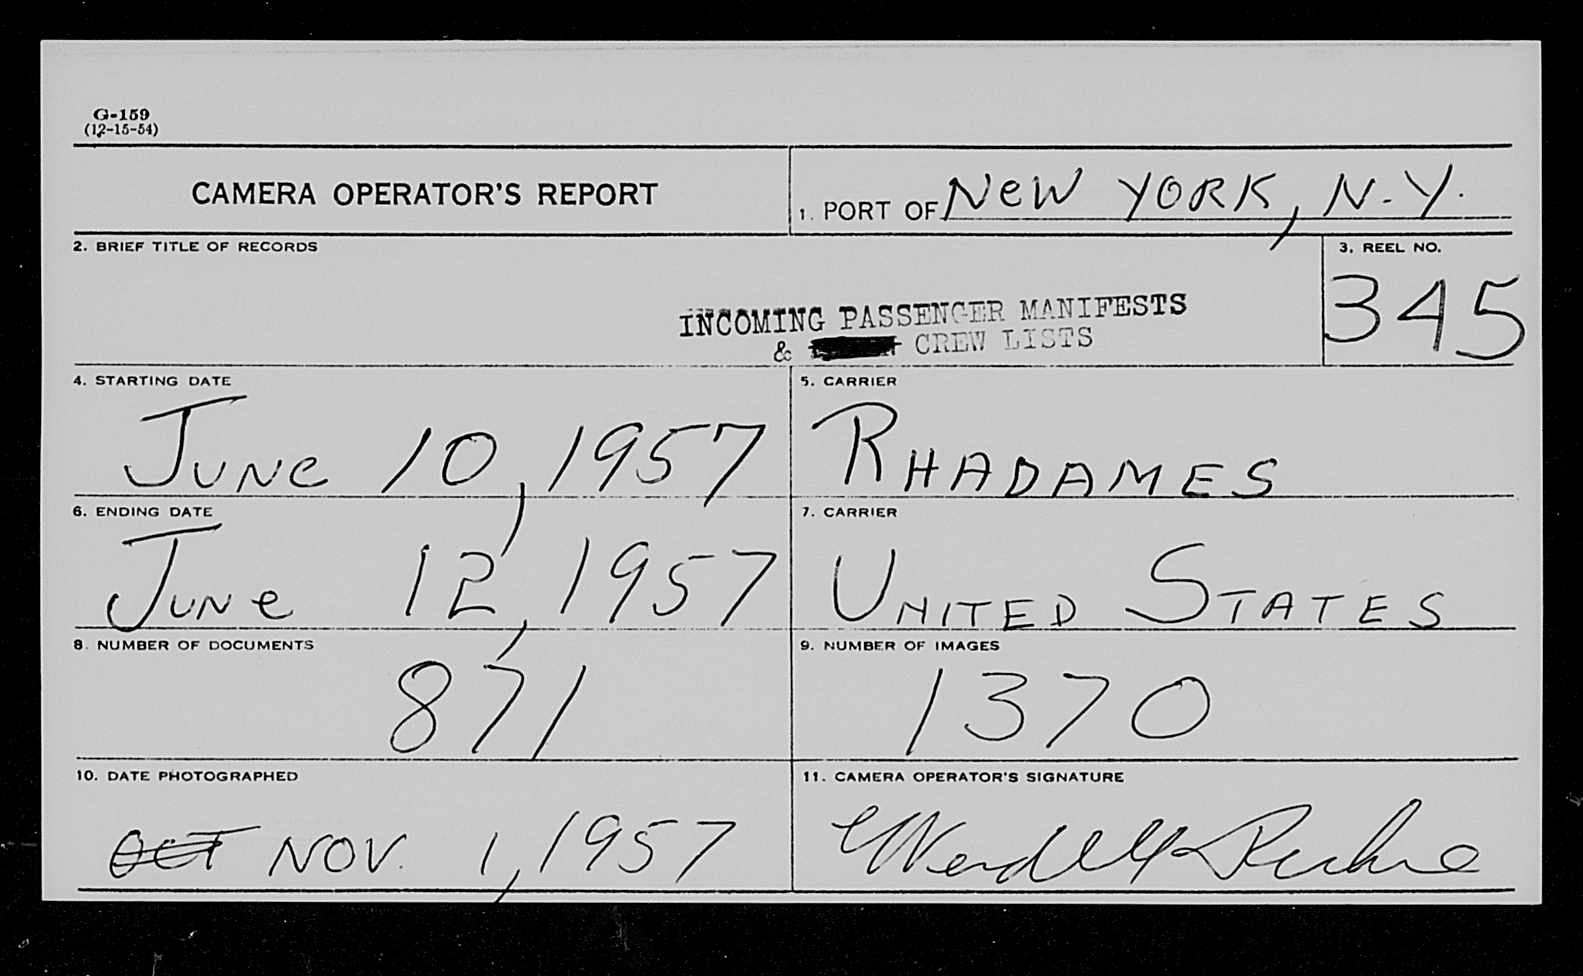 G-159
(12-15-54)
CAMERA OPERATOR'S REPORT
1. PORT OF NEW YORK, N.Y.
2. BRIEF TITLE OF RECORDS
INCOMING PASSENGER MANIFESTS
& CREW LISTS
3. REEL NO.
345
4. STARTING DATE
JUNE 10, 1957
5. CARRIER
RHADAMES
6. ENDING DATE
JUNE 12, 1957
7. CARRIER
UNITED STATES
8. NUMBER OF DOCUMENTS
871
9. NUMBER OF IMAGES
1370
10. DATE PHOTOGRAPHED
OCT NOV. 1, 1957
11. CAMERA OPERATOR'S SIGNATURE
Wendell